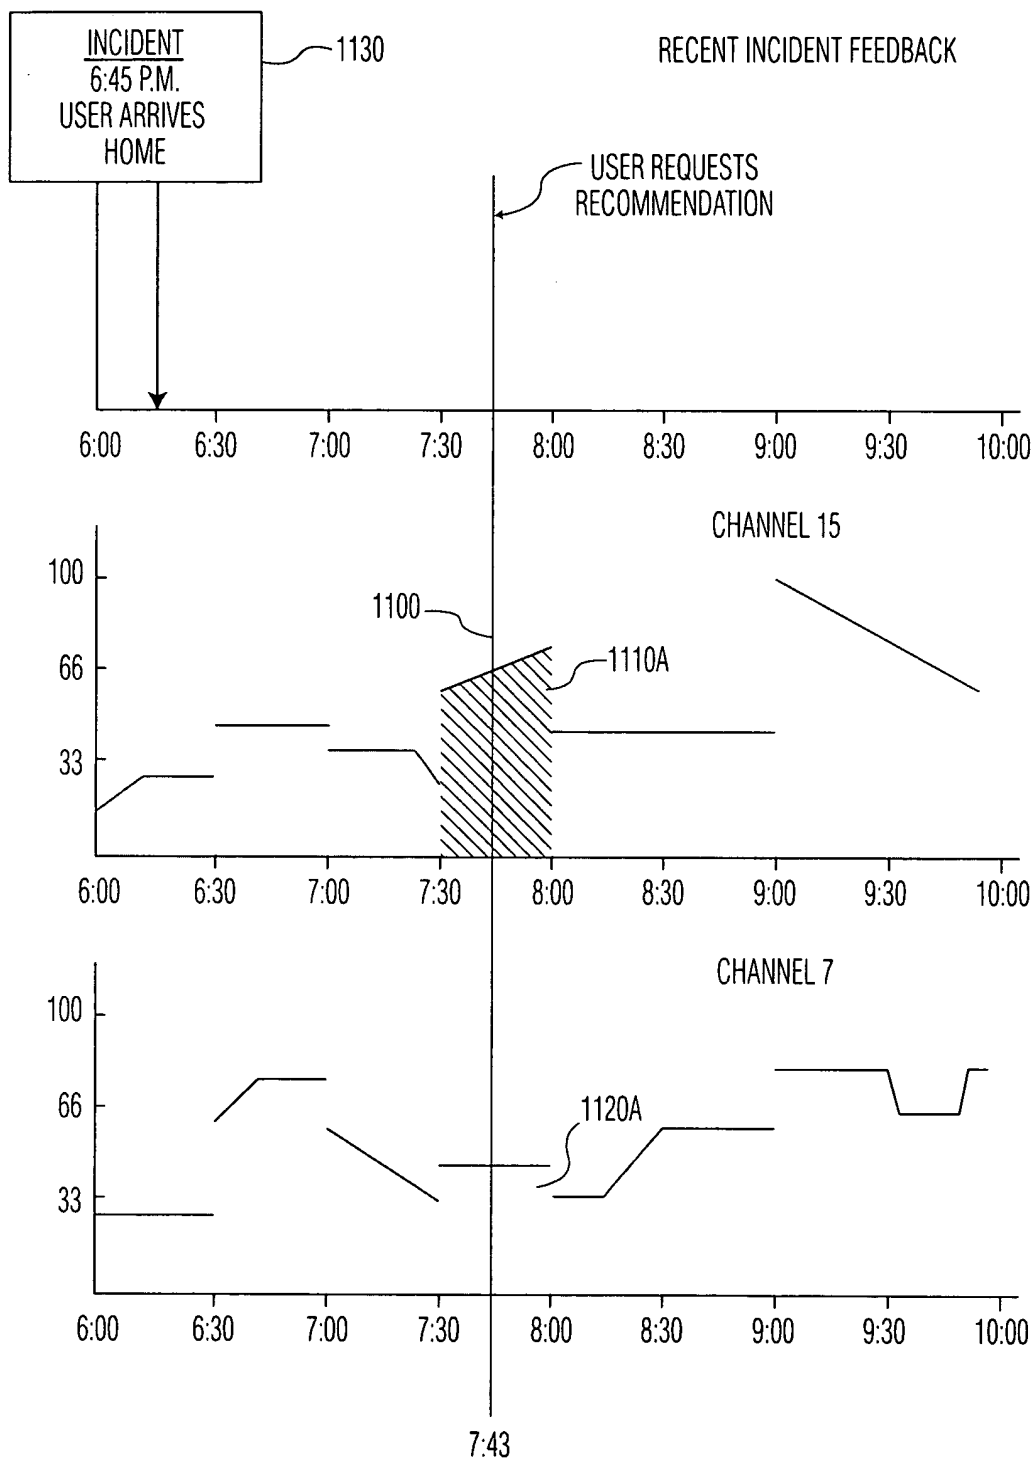 INCIDENT
6:45 P.M.
USER ARRIVES
HOME
1130
RECENT INCIDENT FEEDBACK
USER REQUESTS
RECOMMENDATION
6:00 6:30 7:00 7:30 8:00 8:30 9:00 9:30 10:00
CHANNEL 15
100
66
33
1100
1110A
6:00 6:30 7:00 7:30 8:00 8:30 9:00 9:30 10:00
CHANNEL 7
100
66
33
1120A
6:00 6:30 7:00 7:30 8:00 8:30 9:00 9:30 10:00
7:43